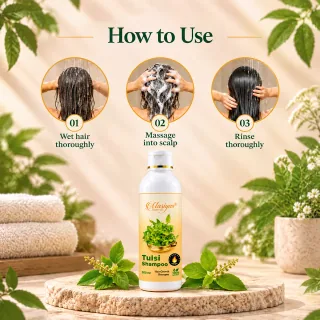 How to Use
01
Wet hair
thoroughly
02
Massage
into scalp
03
Rinse
thoroughly
Tulsi
Shampoo